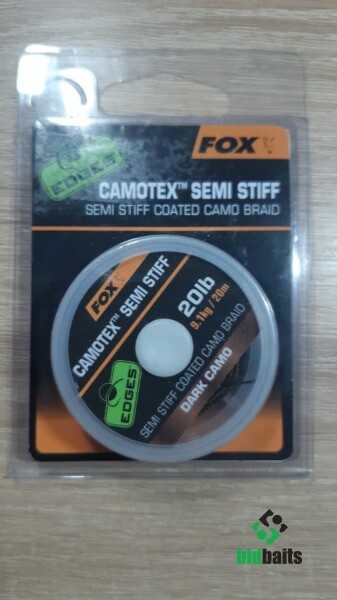 FOX
EDGES
CAMOTEX™ SEMI STIFF
SEMI STIFF COATED CAMO BRAID
FOX
CAMOTEX™ SEMI STIFF
20lb
9.1kg / 20m
EDGES
SEMI STIFF COATED CAMO BRAID
DARK CAMO
bidbaits